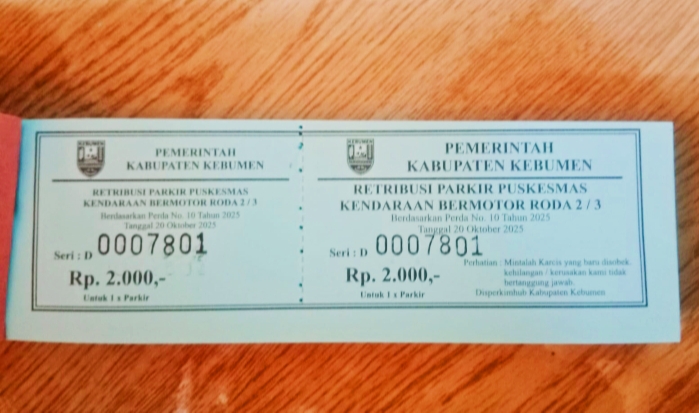 KEBUMEN
PEMERINTAH
KABUPATEN KEBUMEN
RETRIBUSI PARKIR PUSKESMAS
KENDARAAN BERMOTOR RODA 2 / 3
Berdasarkan Perda No. 10 Tahun 2025
Tanggal 20 Oktober 2025
Seri : D 0007801
Rp. 2.000,-
Untuk 1 x Parkir
KEBUMEN
PEMERINTAH
KABUPATEN KEBUMEN
RETRIBUSI PARKIR PUSKESMAS
KENDARAAN BERMOTOR RODA 2 / 3
Berdasarkan Perda No. 10 Tahun 2025
Tanggal 20 Oktober 2025
Seri : D 0007801
Rp. 2.000,-
Untuk 1 x Parkir
Perhatian : Mintalah Karcis yang baru disobek
kehilangan / kerusakan kami tidak
bertanggung jawab.
Disperkimhub Kabupaten Kebumen